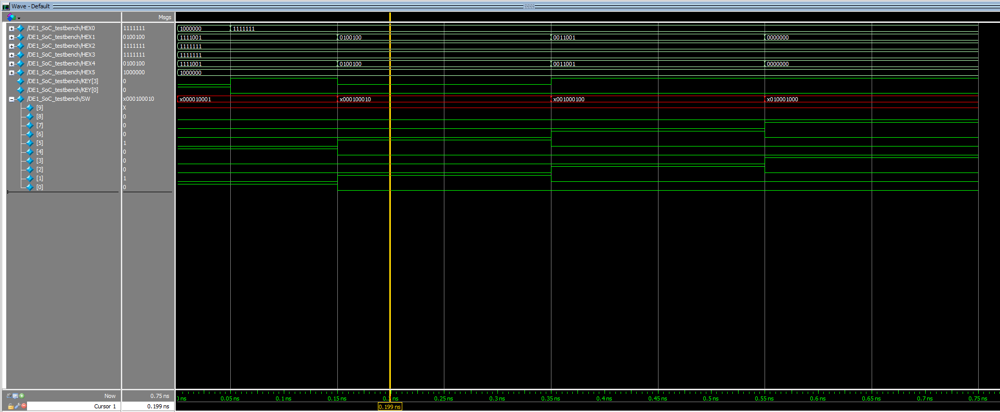 Wave - Default
Msgs
/DE1_SoC_testbench/HEX0 1111111 1000000 1111111
/DE1_SoC_testbench/HEX1 0100100 1111001 0100100 0011001 0000000
/DE1_SoC_testbench/HEX2 1111111 1111111
/DE1_SoC_testbench/HEX3 1111111 1111111
/DE1_SoC_testbench/HEX4 0100100 1111001 0100100 0011001 0000000
/DE1_SoC_testbench/HEX5 1000000 1000000
/DE1_SoC_testbench/KEY[3] 0
/DE1_SoC_testbench/KEY[0] 0
/DE1_SoC_testbench/SW x000100010 x000010001 x000100010 x001000100 x010001000
[9] X
[8] 0
[7] 0
[6] 0
[5] 1
[4] 0
[3] 0
[2] 0
[1] 1
[0] 0
Now 0.75 ns ns 0.05 ns 0.1 ns 0.15 ns 0.2 ns 0.25 ns 0.3 ns 0.35 ns 0.4 ns 0.45 ns 0.5 ns 0.55 ns 0.6 ns 0.65 ns 0.7 ns 0.75 ns
Cursor 1 0.199 ns 0.199 ns